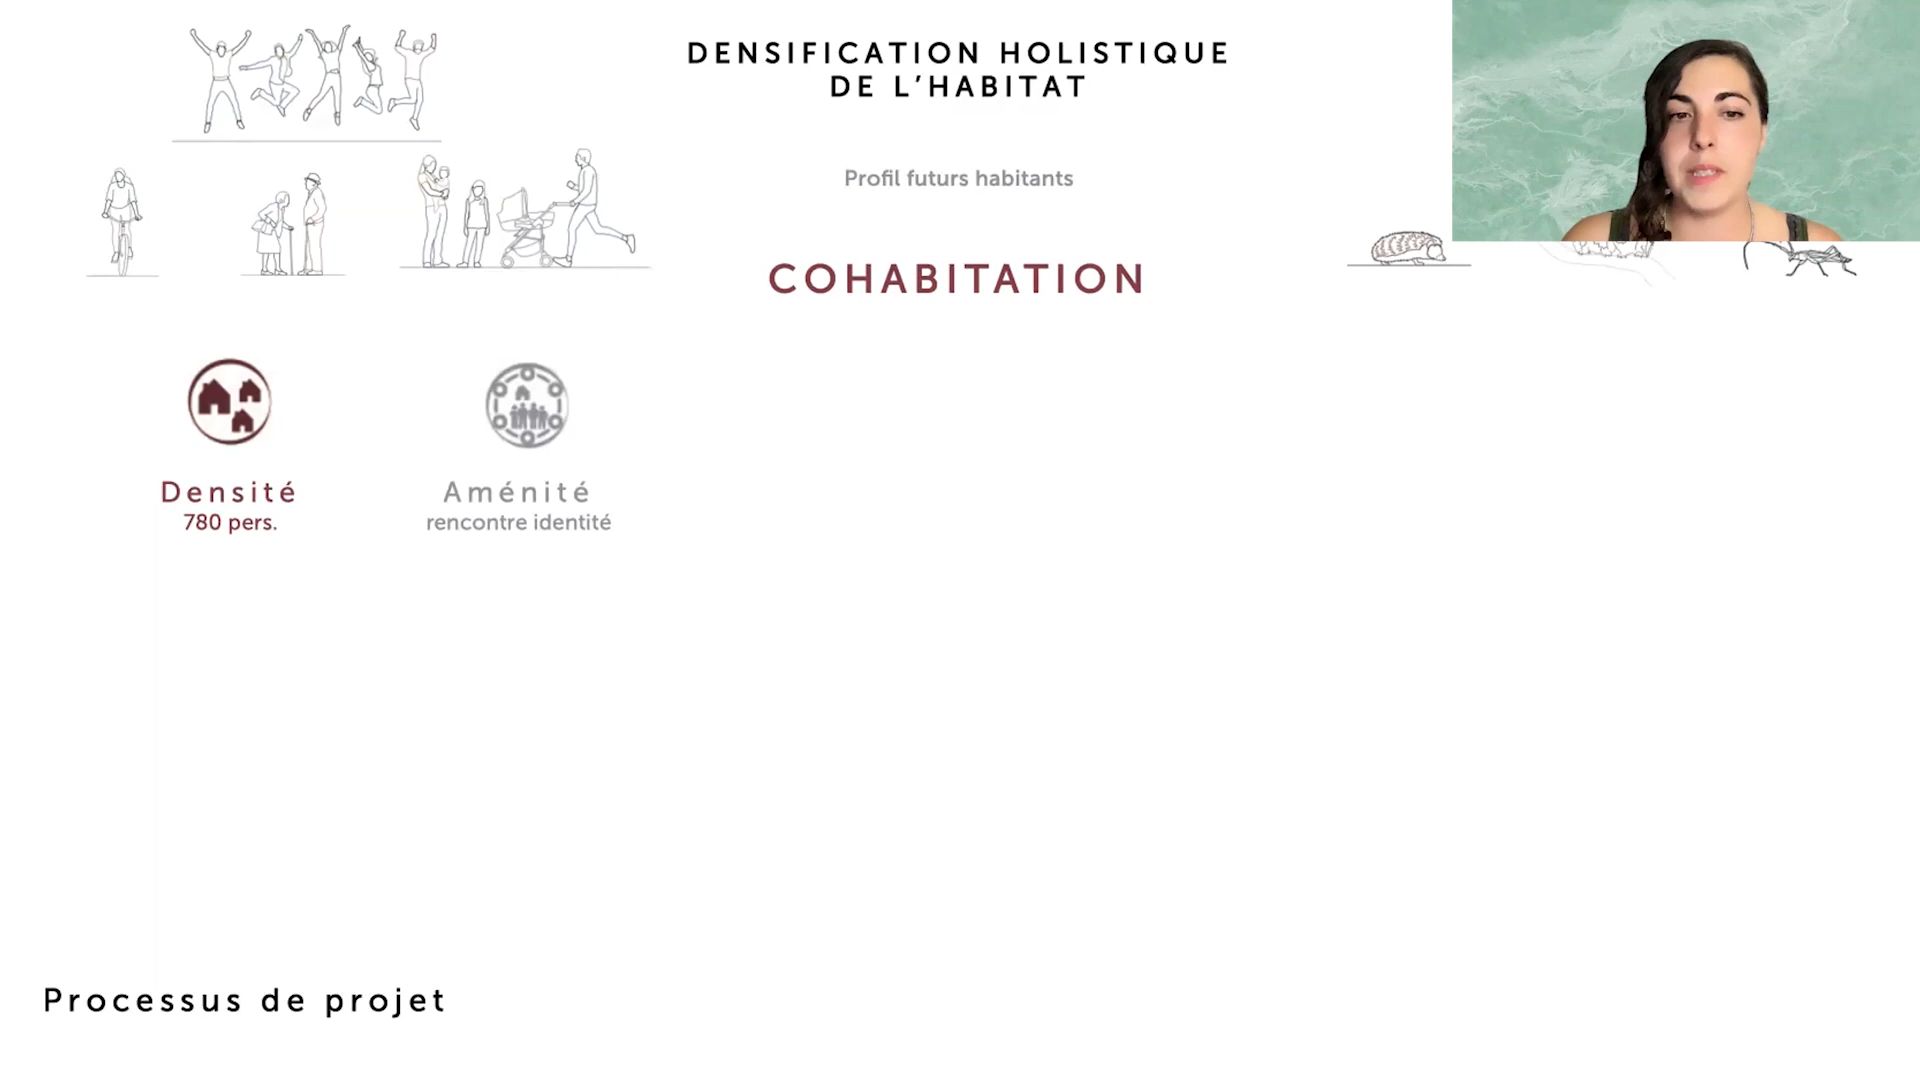 DENSIFICATION HOLISTIQUE
DE L’HABITAT
Profil futurs habitants
COHABITATION
Densité
780 pers.
Aménité
rencontre identité
Processus de projet